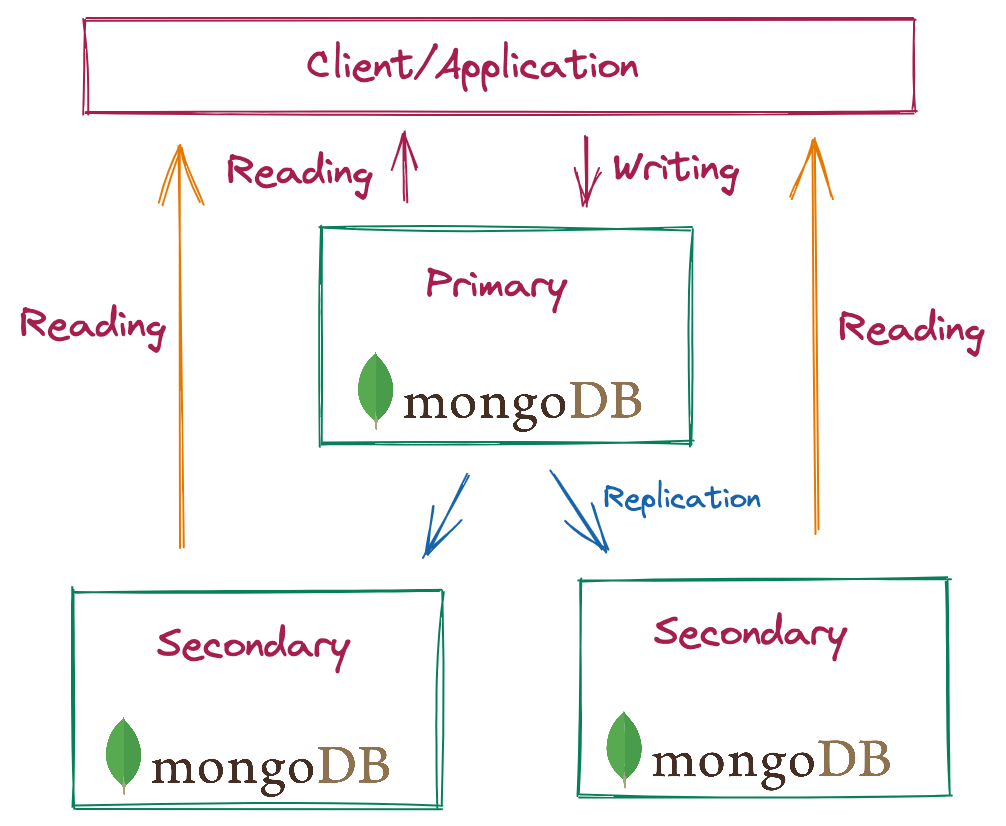 Client/Application
Reading
Writing
Primary
mongoDB
Reading
Reading
Replication
Secondary
mongoDB
Secondary
mongoDB